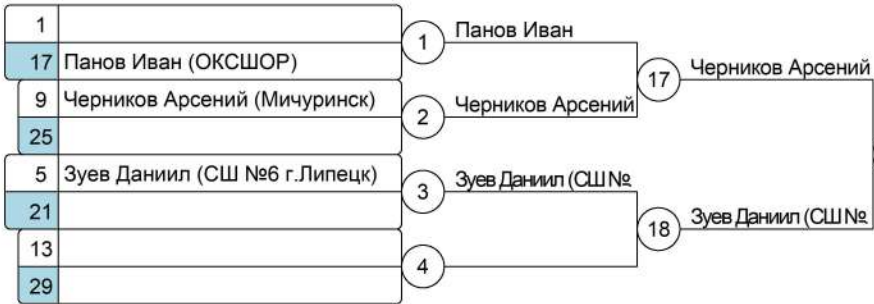 1
17 Панов Иван (ОКСШОР)
1 Панов Иван
9 Черников Арсений (Мичуринск)
25
2 Черников Арсений
17 Черников Арсений
5 Зуев Даниил (СШ №6 г.Липецк)
21
3 Зуев Даниил (СШ №
13
29
4
18 Зуев Даниил (СШ №